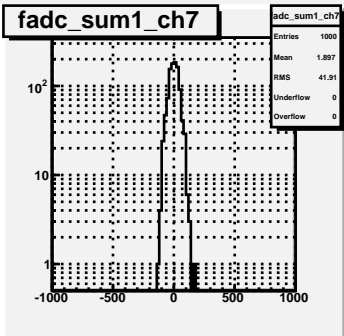 fadc_sum1_ch7
adc_sum1_ch7
Entries 1000
Mean 1.897
RMS 41.91
Underflow 0
Overflow 0
10²
10
1
-1000 -500 0 500 1000